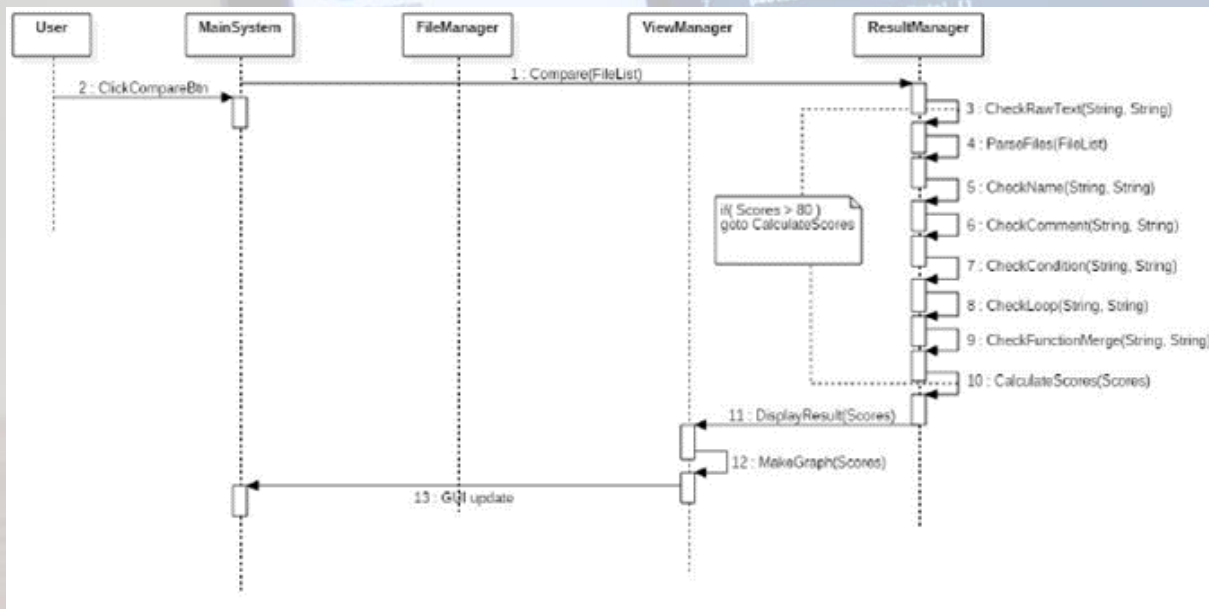 User
MainSystem
FileManager
ViewManager
ResultManager
1 : Compare(FileList)
2 : ClickCompareBtn
3 : CheckRawText(String, String)
4 : ParseFiles(FileList)
5 : CheckName(String, String)
if( Scores > 80 )
goto CalculateScores
6 : CheckComment(String, String)
7 : CheckCondition(String, String)
8 : CheckLoop(String, String)
9 : CheckFunctionMerge(String, String)
10 : CalculateScores(Scores)
11 : DisplayResult(Scores)
12 : MakeGraph(Scores)
13 : GUI update